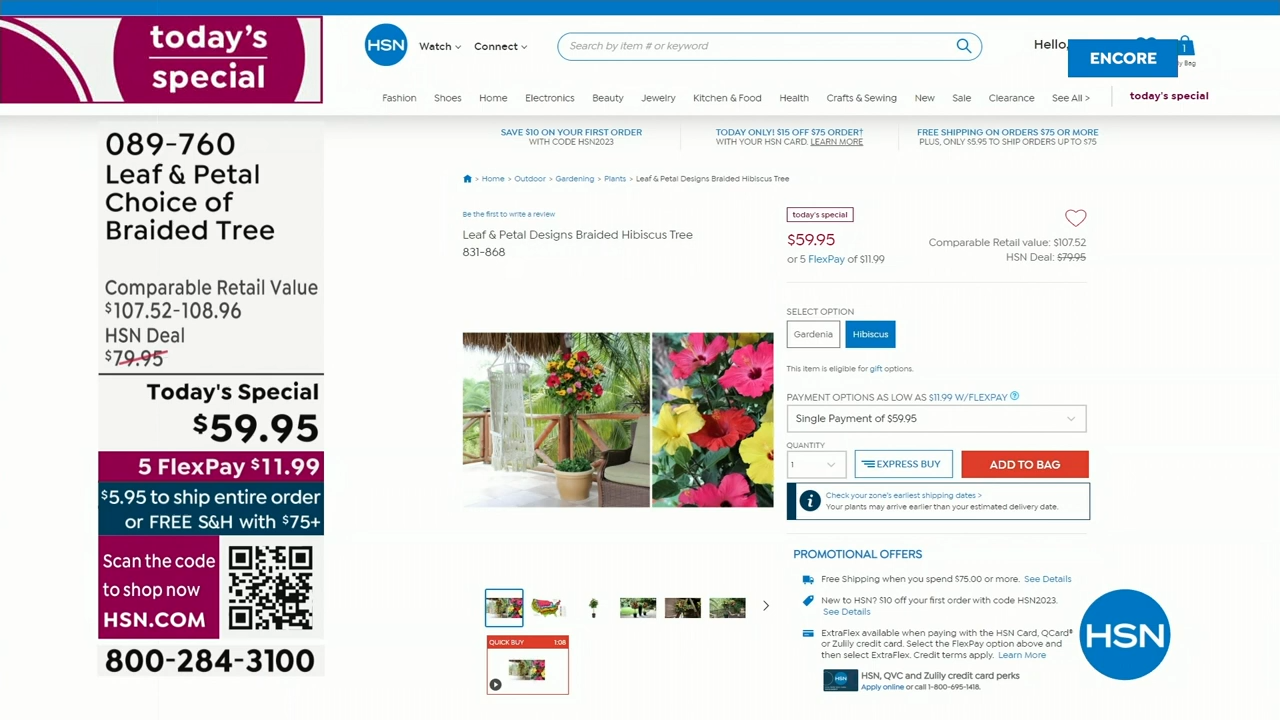 today's
special
089-760
Leaf & Petal
Choice of
Braided Tree
Comparable Retail Value
$107.52-108.96
HSN Deal
$79.95
Today's Special
$59.95
5 FlexPay $11.99
$5.95 to ship entire order
or FREE S&H with $75+
Scan the code
to shop now
HSN.COM
800-284-3100
HSN
Watch
Connect
Search by item # or keyword
Hello,
1
ENCORE
Fashion
Shoes
Home
Electronics
Beauty
Jewelry
Kitchen & Food
Health
Crafts & Sewing
New
Sale
Clearance
See All >
today's special
SAVE $10 ON YOUR FIRST ORDER
WITH CODE HSN2023
TODAY ONLY! $15 OFF $75 ORDER†
WITH YOUR HSN CARD. LEARN MORE
FREE SHIPPING ON ORDERS $75 OR MORE
PLUS, ONLY $5.95 TO SHIP ORDERS UP TO $75
> Home > Outdoor > Gardening > Plants > Leaf & Petal Designs Braided Hibiscus Tree
Be the first to write a review
Leaf & Petal Designs Braided Hibiscus Tree
831-868
today's special
$59.95
or 5 FlexPay of $11.99
Comparable Retail value: $107.52
HSN Deal: $79.95
SELECT OPTION
Gardenia
Hibiscus
This item is eligible for gift options.
PAYMENT OPTIONS AS LOW AS $11.99 W/FLEXPAY ?
Single Payment of $59.95
QUANTITY
1
EXPRESS BUY
ADD TO BAG
Check your zone's earliest shipping dates >
Your plants may arrive earlier than your estimated delivery date.
PROMOTIONAL OFFERS
Free Shipping when you spend $75.00 or more. See Details
New to HSN? $10 off your first order with code HSN2023.
See Details
ExtraFlex available when paying with the HSN Card, QCard®
or Zulily credit card. Select the FlexPay option above and
then select ExtraFlex. Credit terms apply. Learn More
HSN
HSN, QVC and Zulily credit card perks
Apply online or call 1-800-695-1418.
QUICK BUY 1:08
HSN